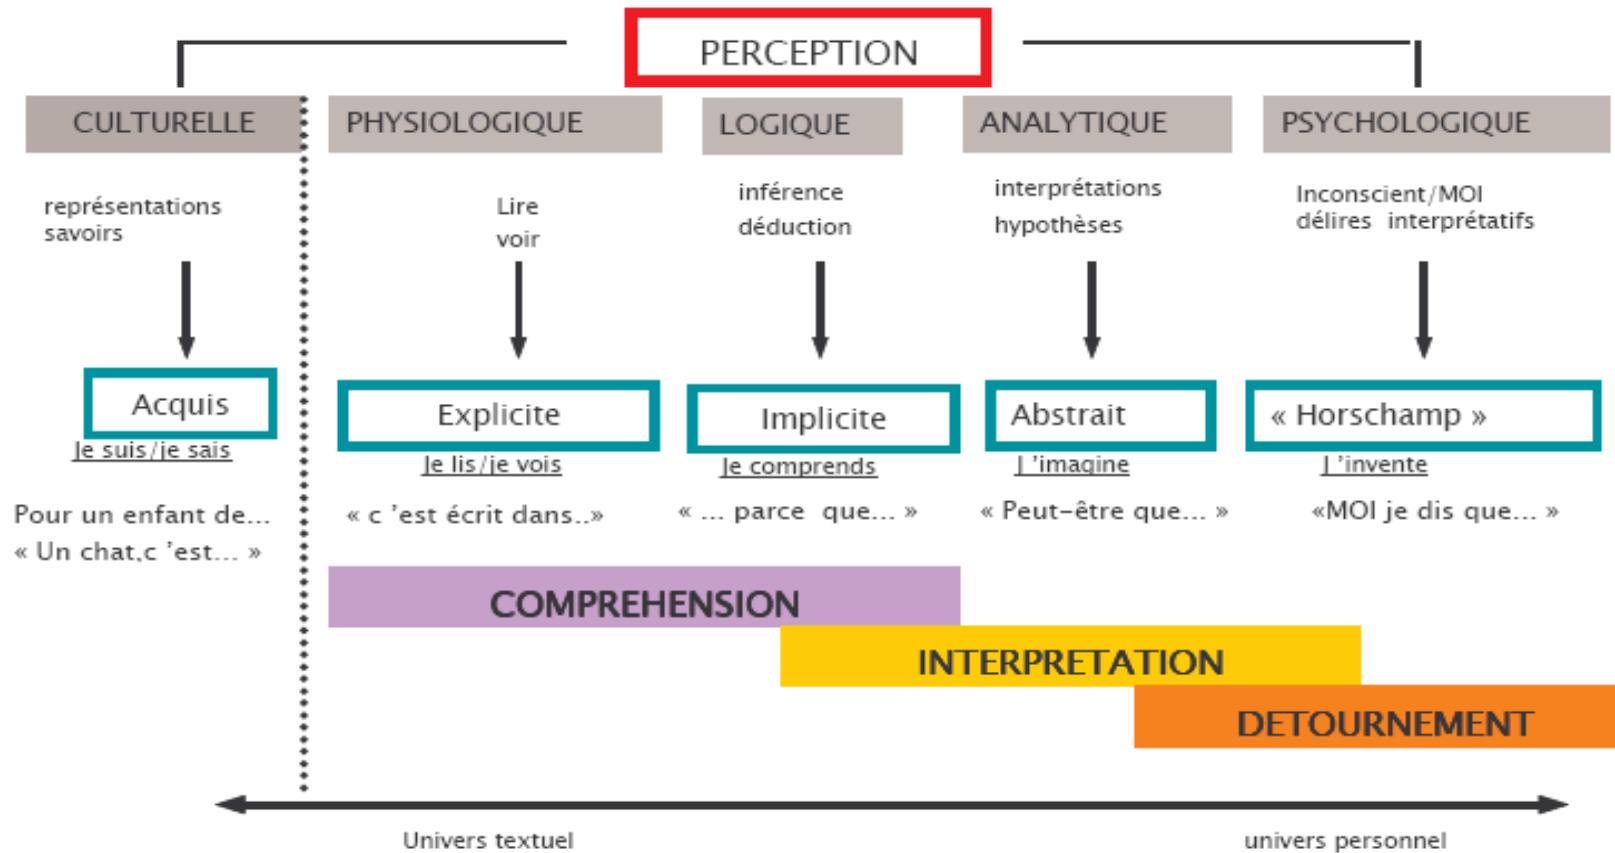 PERCEPTION
CULTURELLE
PHYSIOLOGIQUE
LOGIQUE
ANALYTIQUE
PSYCHOLOGIQUE
représentations
savoirs
Lire
voir
inférence
déduction
interprétations
hypothèses
Inconscient/MOI
délires interprétatifs
Acquis
Explicite
Implicite
Abstrait
« Horschamp »
Je suis/je sais
Je lis/je vois
Je comprends
J 'imagine
J 'invente
Pour un enfant de...
« Un chat,c 'est... »
« c 'est écrit dans..»
« ... parce que... »
« Peut-être que... »
«MOI je dis que... »
COMPREHENSION
INTERPRETATION
DETOURNEMENT
Univers textuel
univers personnel